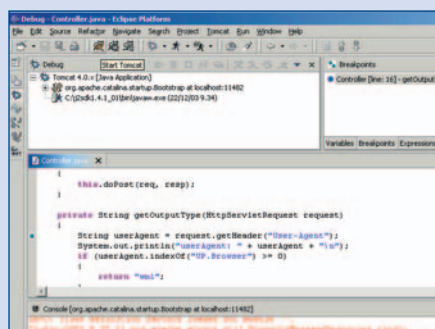 Debug - Controller.java - Eclipse Platform
File Edit Source Refactor Navigate Search Project Tomcat Run Window Help
Debug
Start Tomcat
Breakpoints
Tomcat 4.0.x [Java Application]
org.apache.catalina.startup.Bootstrap at localhost:11482
C:\j2sdk1.4.1_01\bin\javaw.exe (22/12/03 9.34)
Controller [line: 16] - getOutput
Variables Breakpoints Expressions
Controller.java
{
this.doPost(req, resp);
}
private String getOutputType(HttpServletRequest request)
{
String userAgent = request.getHeader("User-Agent");
System.out.println("userAgent: " + userAgent + "\n");
if (userAgent.indexOf("UP.Browser") >= 0)
{
return "wml";
Console [org.apache.catalina.startup.Bootstrap at localhost:11482]